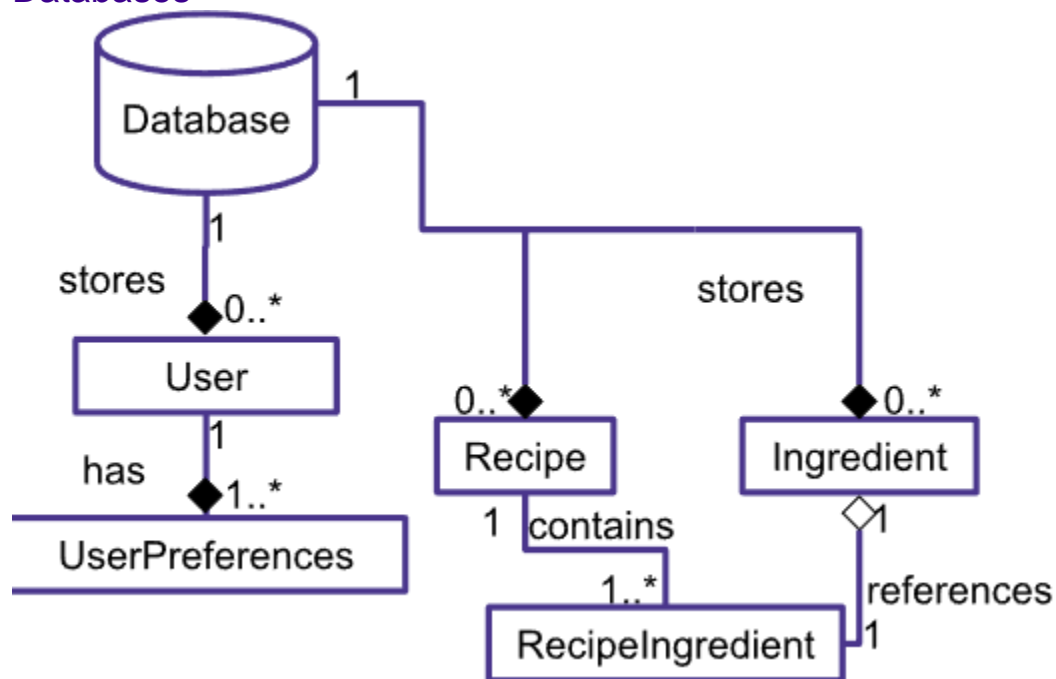 Databases
Database
1
1
stores
0..*
stores
User
0..*
0..*
1
Recipe
Ingredient
has
1..*
1
contains
1
UserPreferences
1..*
references
RecipeIngredient
1